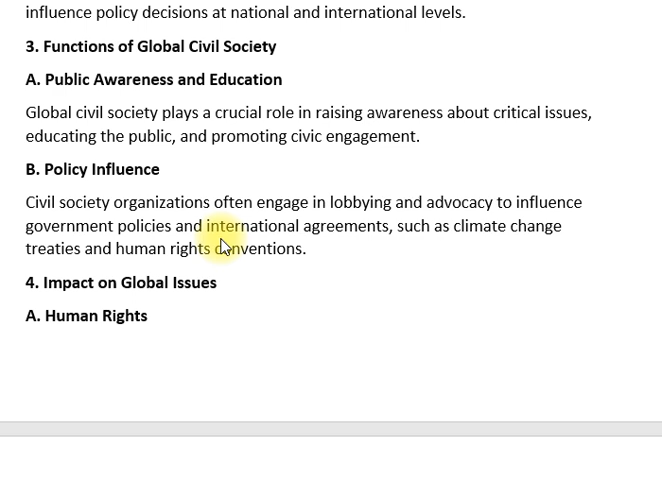 influence policy decisions at national and international levels.
3. Functions of Global Civil Society
A. Public Awareness and Education
Global civil society plays a crucial role in raising awareness about critical issues,
educating the public, and promoting civic engagement.
B. Policy Influence
Civil society organizations often engage in lobbying and advocacy to influence
government policies and international agreements, such as climate change
treaties and human rights conventions.
4. Impact on Global Issues
A. Human Rights